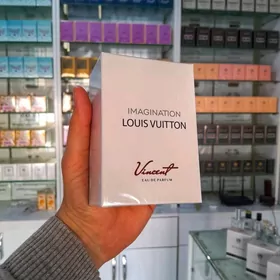 IMAGINATION
LOUIS VUITTON
Vincent
EAU DE PARFUM